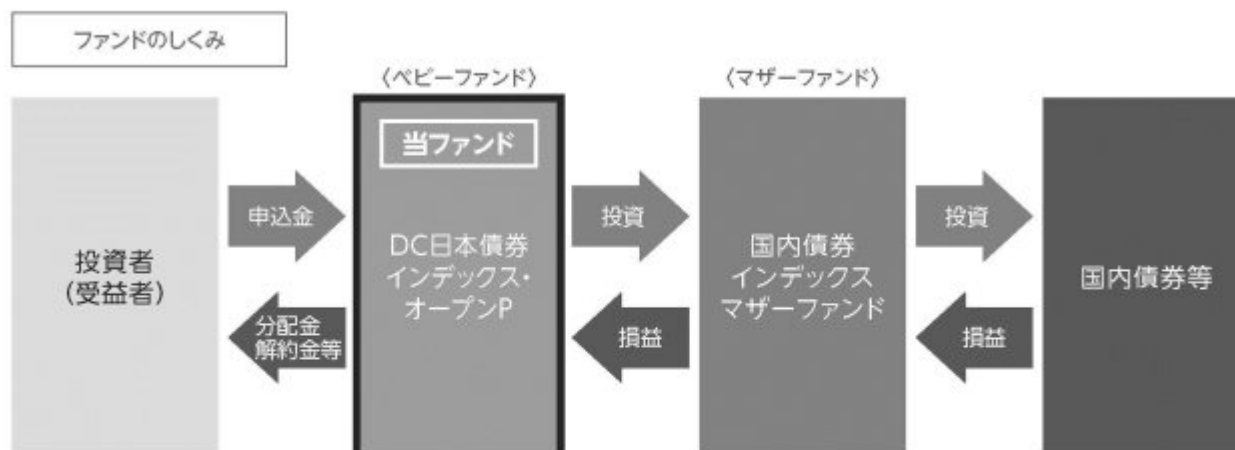 ファンドのしくみ
〈ベビーファンド〉
〈マザーファンド〉
投資者
(受益者)
申込金
分配金
解約金等
当ファンド
DC日本債券
インデックス・
オープンP
投資
損益
国内債券
インデックス
マザーファンド
投資
損益
国内債券等